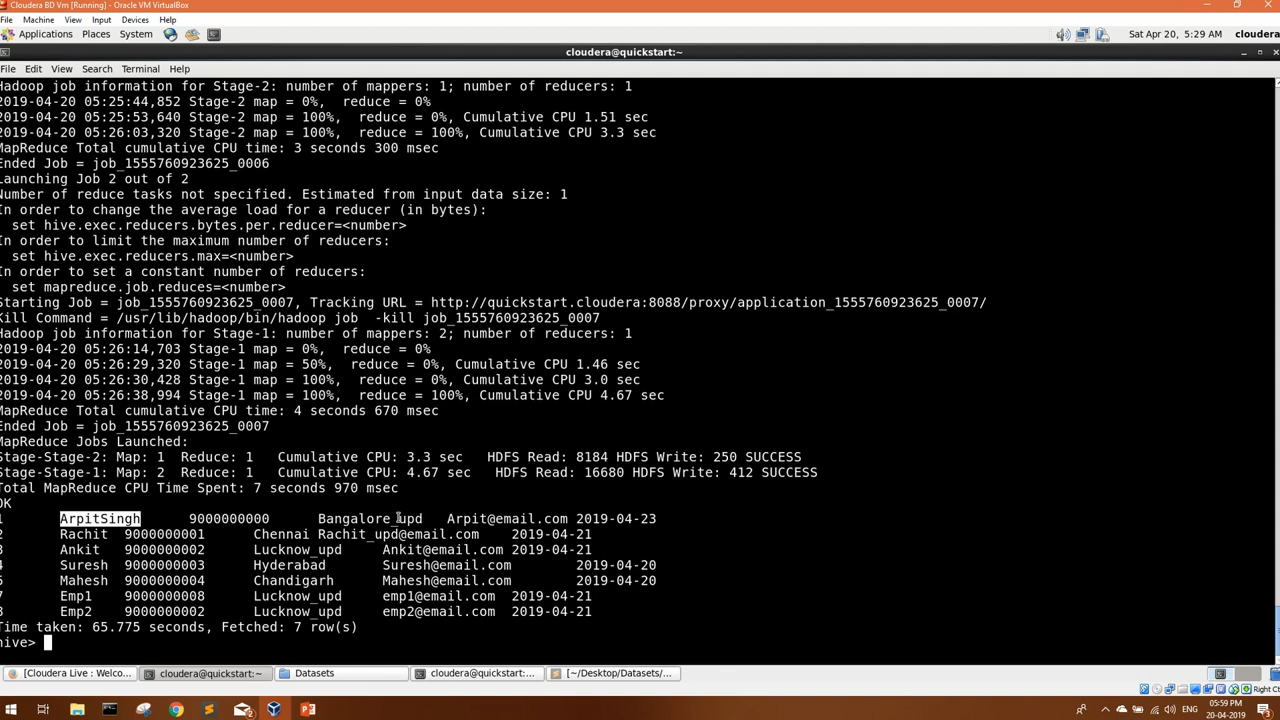 Cloudera BD Vm [Running] - Oracle VM VirtualBox
File Machine View Input Devices Help
Applications Places System Sat Apr 20, 5:29 AM cloudera
cloudera@quickstart:~
File Edit View Search Terminal Help
Hadoop job information for Stage-2: number of mappers: 1; number of reducers: 1
2019-04-20 05:25:44,852 Stage-2 map = 0%, reduce = 0%
2019-04-20 05:25:53,640 Stage-2 map = 100%, reduce = 0%, Cumulative CPU 1.51 sec
2019-04-20 05:26:03,320 Stage-2 map = 100%, reduce = 100%, Cumulative CPU 3.3 sec
MapReduce Total cumulative CPU time: 3 seconds 300 msec
Ended Job = job_1555760923625_0006
Launching Job 2 out of 2
Number of reduce tasks not specified. Estimated from input data size: 1
In order to change the average load for a reducer (in bytes):
set hive.exec.reducers.bytes.per.reducer=<number>
In order to limit the maximum number of reducers:
set hive.exec.reducers.max=<number>
In order to set a constant number of reducers:
set mapreduce.job.reduces=<number>
Starting Job = job_1555760923625_0007, Tracking URL = http://quickstart.cloudera:8088/proxy/application_1555760923625_0007/
Kill Command = /usr/lib/hadoop/bin/hadoop job -kill job_1555760923625_0007
Hadoop job information for Stage-1: number of mappers: 2; number of reducers: 1
2019-04-20 05:26:14,703 Stage-1 map = 0%, reduce = 0%
2019-04-20 05:26:29,320 Stage-1 map = 50%, reduce = 0%, Cumulative CPU 1.46 sec
2019-04-20 05:26:30,428 Stage-1 map = 100%, reduce = 0%, Cumulative CPU 3.0 sec
2019-04-20 05:26:38,994 Stage-1 map = 100%, reduce = 100%, Cumulative CPU 4.67 sec
MapReduce Total cumulative CPU time: 4 seconds 670 msec
Ended Job = job_1555760923625_0007
MapReduce Jobs Launched:
Stage-Stage-2: Map: 1 Reduce: 1 Cumulative CPU: 3.3 sec HDFS Read: 8184 HDFS Write: 250 SUCCESS
Stage-Stage-1: Map: 2 Reduce: 1 Cumulative CPU: 4.67 sec HDFS Read: 16680 HDFS Write: 412 SUCCESS
Total MapReduce CPU Time Spent: 7 seconds 970 msec
OK
1 ArpitSingh 9000000000 Bangalore_upd Arpit@email.com 2019-04-23
2 Rachit 9000000001 Chennai Rachit_upd@email.com 2019-04-21
3 Ankit 9000000002 Lucknow_upd Ankit@email.com 2019-04-21
4 Suresh 9000000003 Hyderabad Suresh@email.com 2019-04-20
5 Mahesh 9000000004 Chandigarh Mahesh@email.com 2019-04-20
7 Emp1 9000000008 Lucknow_upd emp1@email.com 2019-04-21
8 Emp2 9000000002 Lucknow_upd emp2@email.com 2019-04-21
Time taken: 65.775 seconds, Fetched: 7 row(s)
hive>
[Cloudera Live : Welco... cloudera@quickstart:~ Datasets cloudera@quickstart:... [~/Desktop/Datasets/...
Right Ct
ENG 05:59 PM
20-04-2019